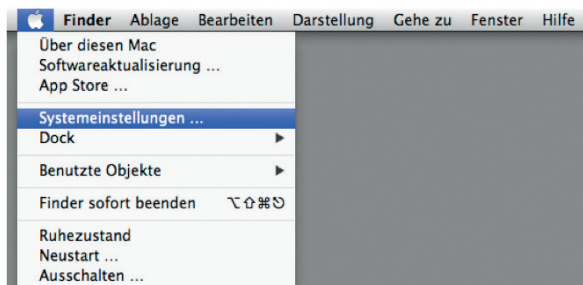 Finder Ablage Bearbeiten Darstellung Gehe zu Fenster Hilfe
Über diesen Mac
Softwareaktualisierung ...
App Store ...
Systemeinstellungen ...
Dock ▶
Benutzte Objekte ▶
Finder sofort beenden ⌥⇧⌘⎋
Ruhezustand
Neustart ...
Ausschalten ...